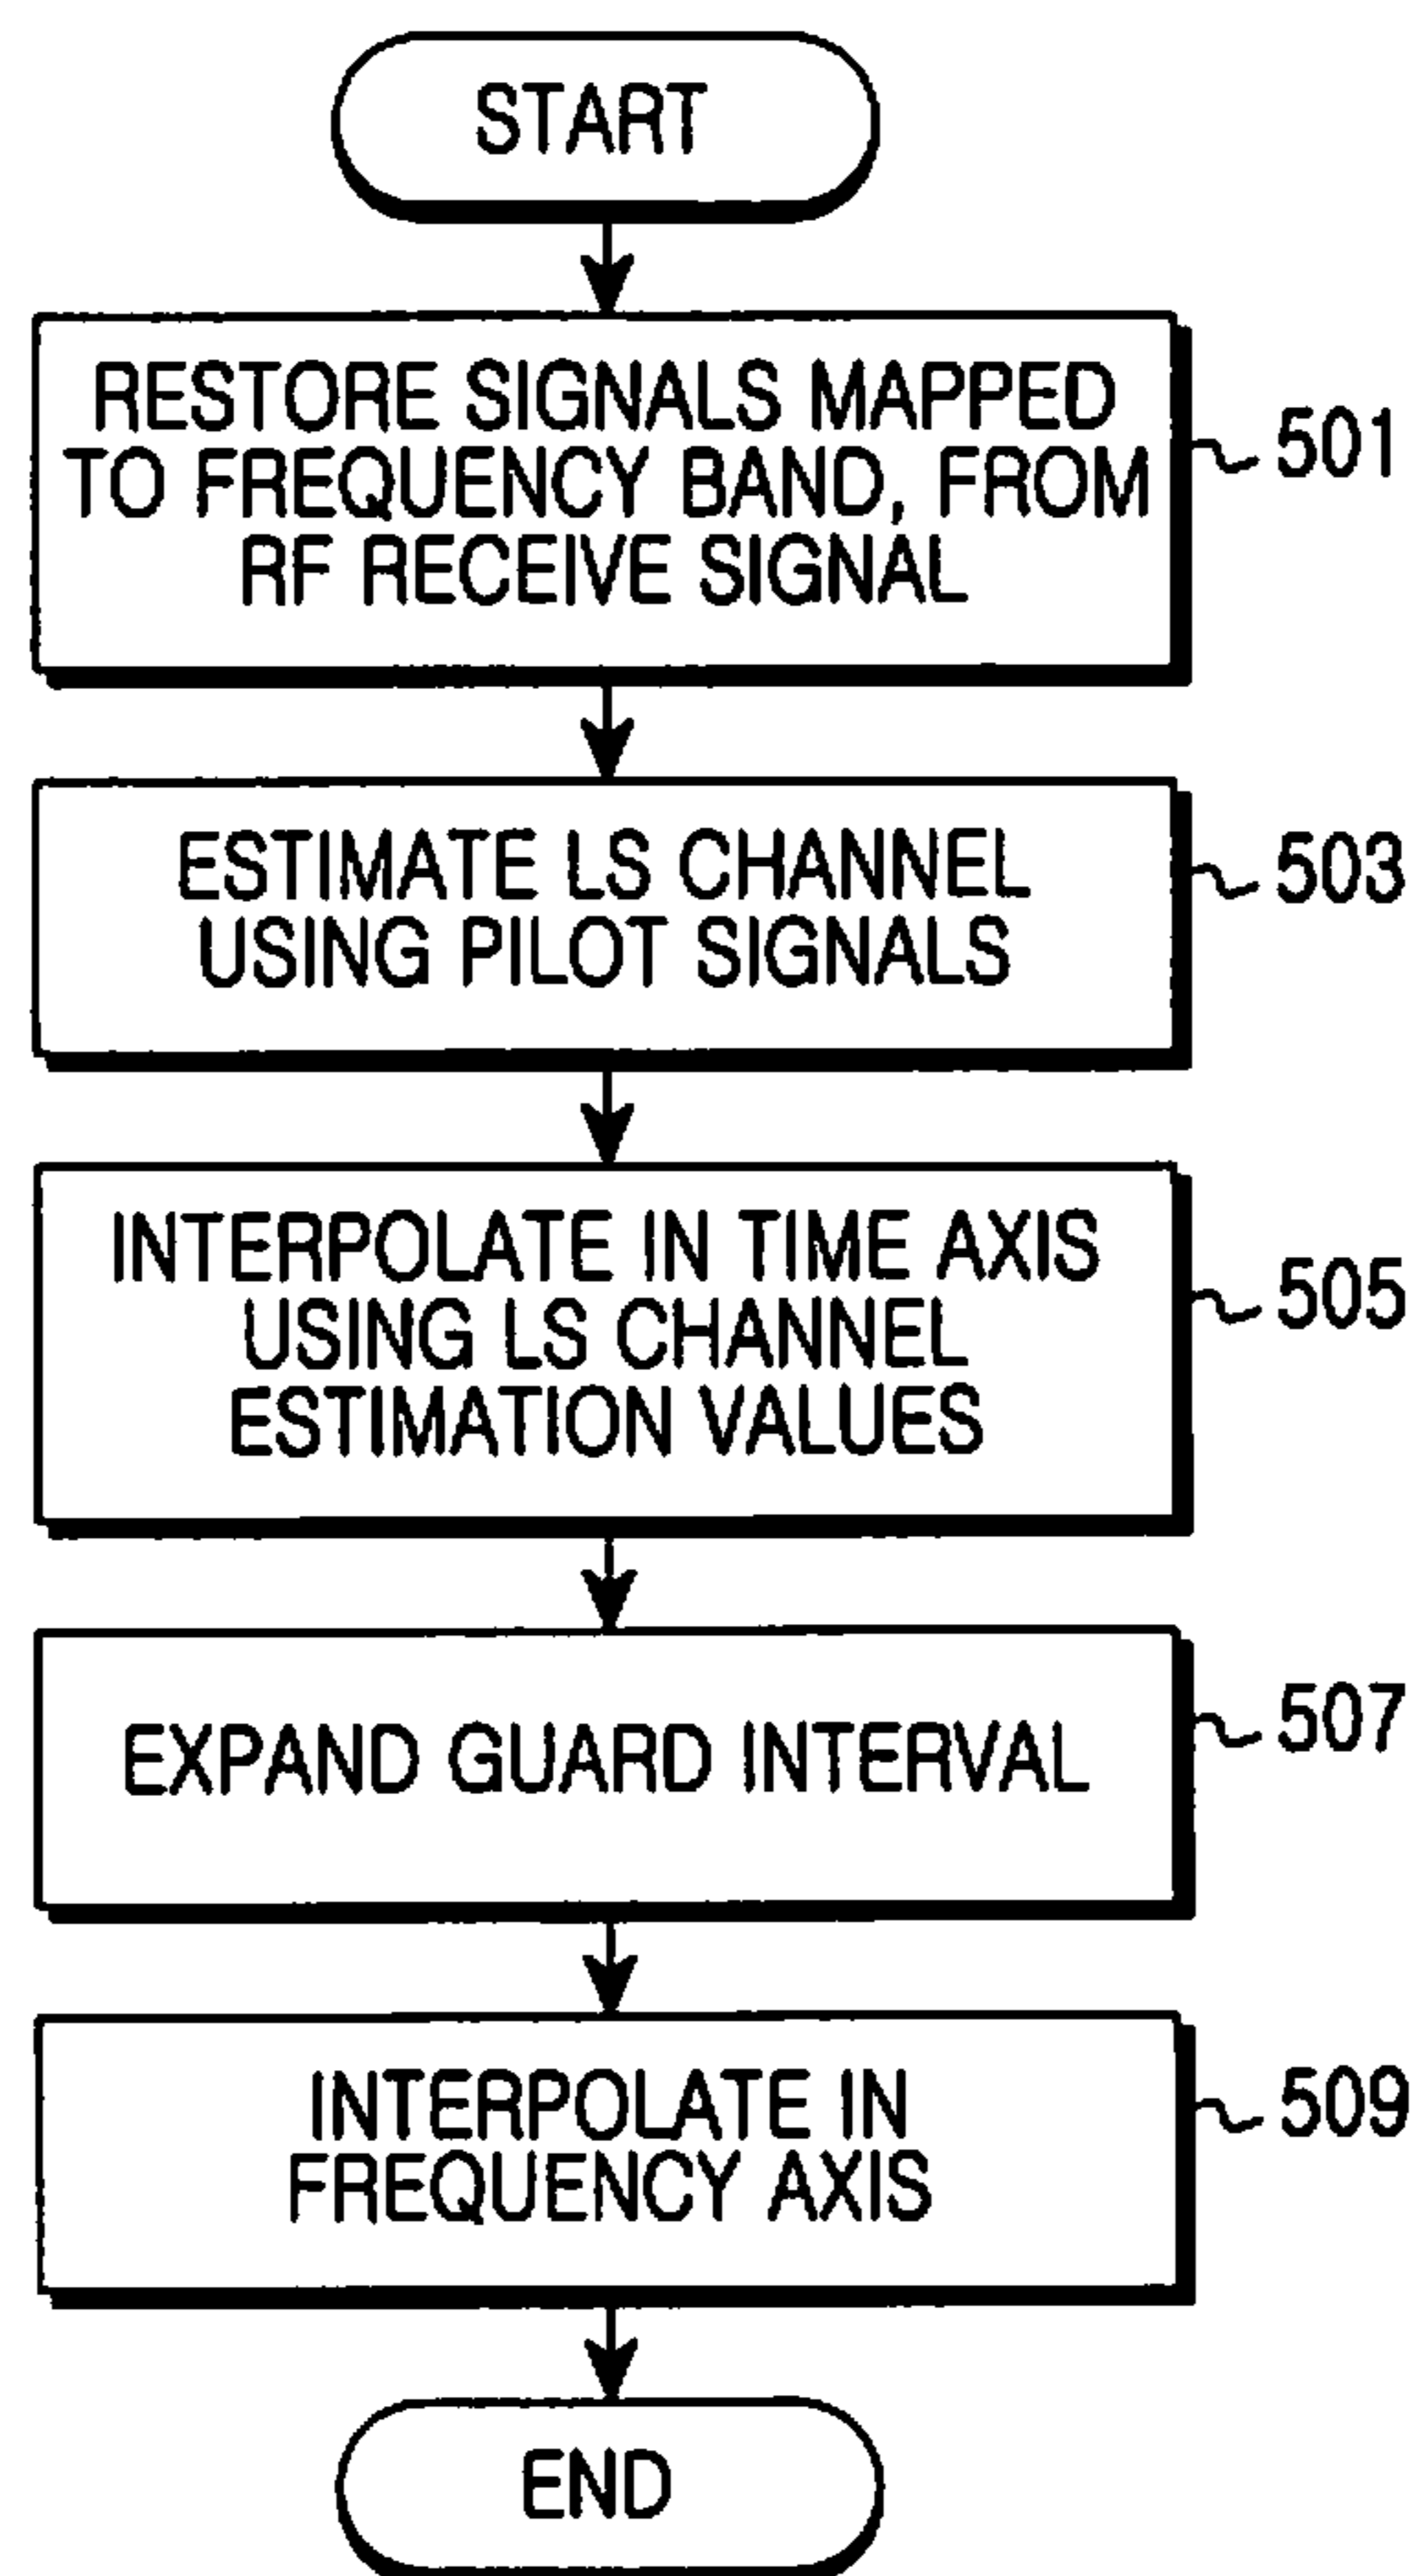 START
RESTORE SIGNALS MAPPED
TO FREQUENCY BAND, FROM
RF RECEIVE SIGNAL
501
ESTIMATE LS CHANNEL
USING PILOT SIGNALS
503
INTERPOLATE IN TIME AXIS
USING LS CHANNEL
ESTIMATION VALUES
505
EXPAND GUARD INTERVAL
507
INTERPOLATE IN
FREQUENCY AXIS
509
END